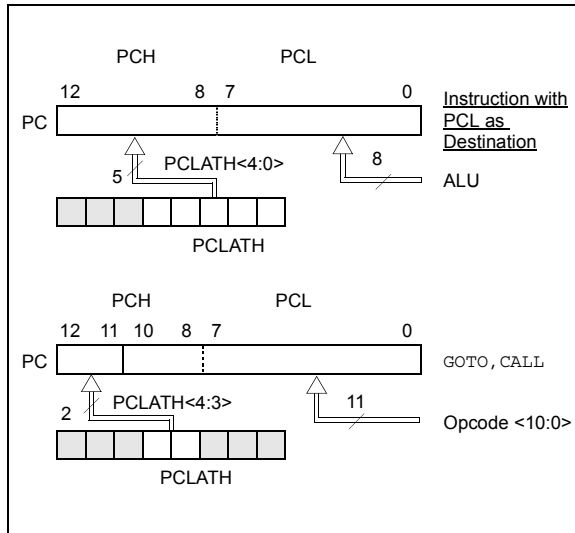 PCH PCL
12 8 7 0
Instruction with
PCL as
Destination
PC
5 PCLATH<4:0> 8
ALU
PCLATH
PCH PCL
12 11 10 8 7 0
PC GOTO,CALL
2 PCLATH<4:3> 11
Opcode <10:0>
PCLATH